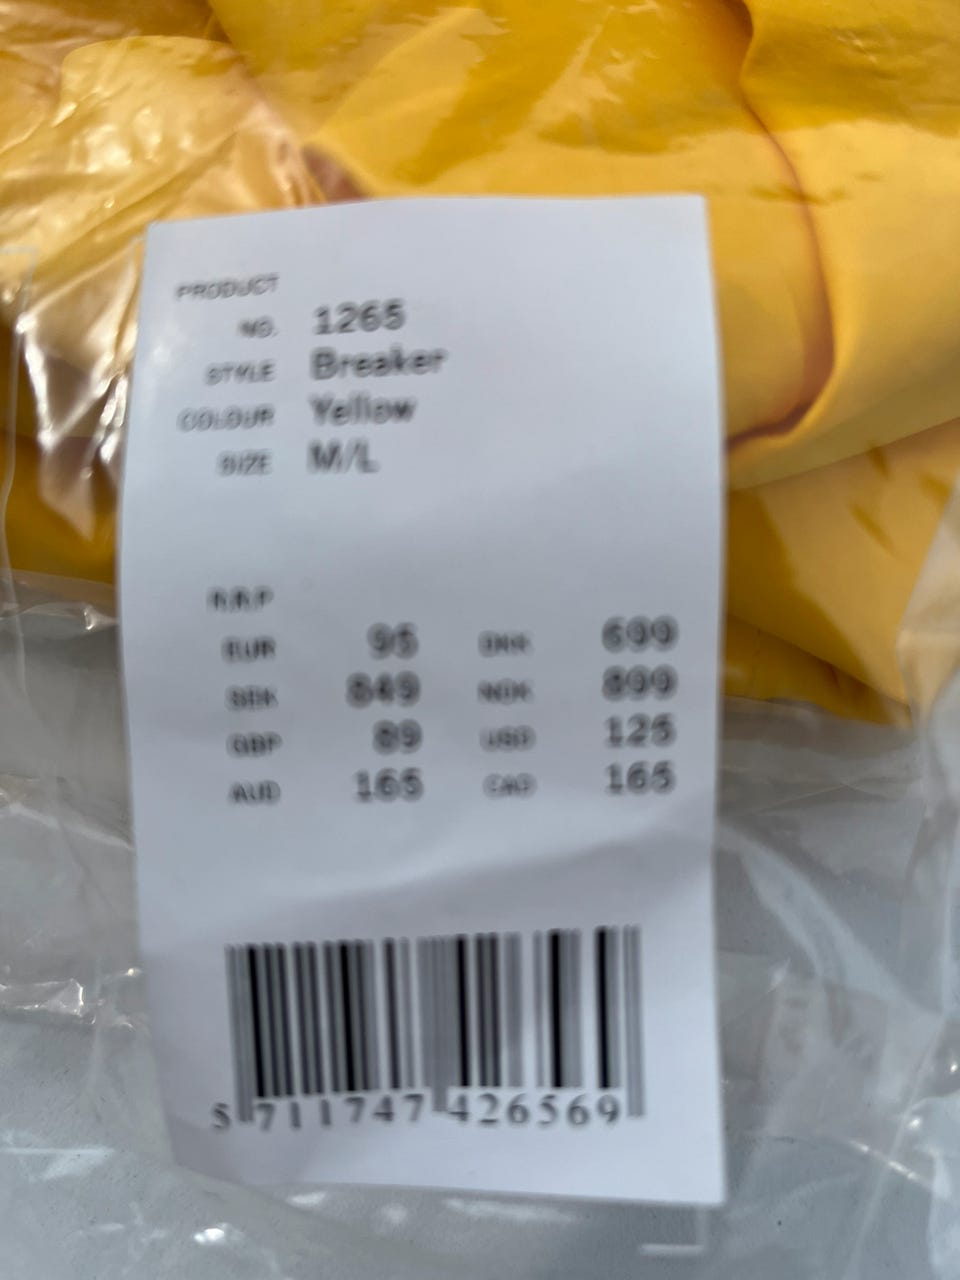 PRODUCT
NO. 1265
STYLE Breaker
COLOUR Yellow
SIZE M/L
R.R.P
EUR 95 DKK 699
SEK 849 NOK 899
GBP 89 USD 125
AUD 165 CAD 165
5 711747 426569